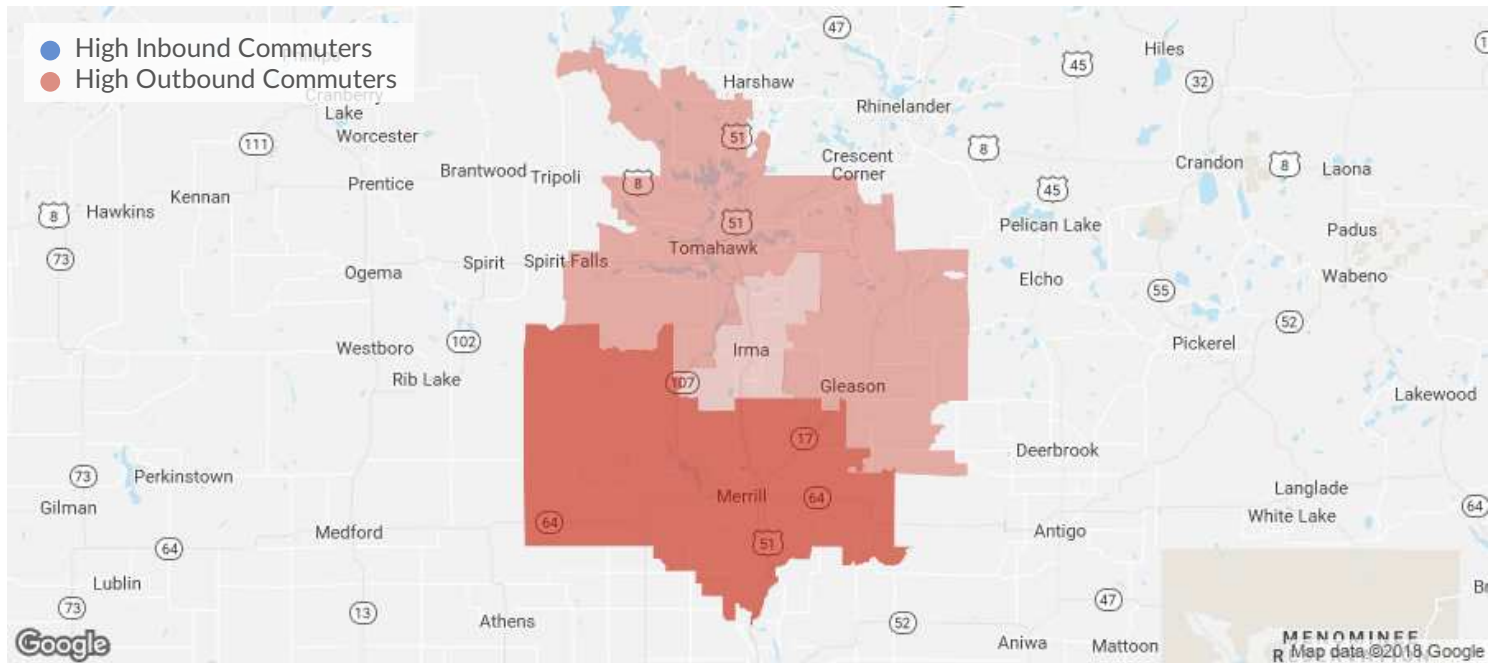 High Inbound Commuters
High Outbound Commuters
47
Hiles
45
32
Harshaw
Rhinelander
Cranberry
Lake
Worcester
111
51
8
Crescent
Corner
Crandon
8
Laona
Brantwood
Tripoli
Prentice
8
45
Kennan
Hawkins
8
51
Pelican Lake
Padus
Tomahawk
73
Spirit
Spirit Falls
Ogema
Elcho
Wabeno
55
52
Westboro
102
Irma
Pickerel
Rib Lake
107
Gleason
Lakewood
17
Deerbrook
73
Perkinstown
Merrill
64
Langlade
Gilman
64
White Lake
64
Medford
51
Antigo
64
Lublin
73
13
47
Athens
52
Aniwa
Mattoon
MENOMINEE
Google
Map data ©2018 Google